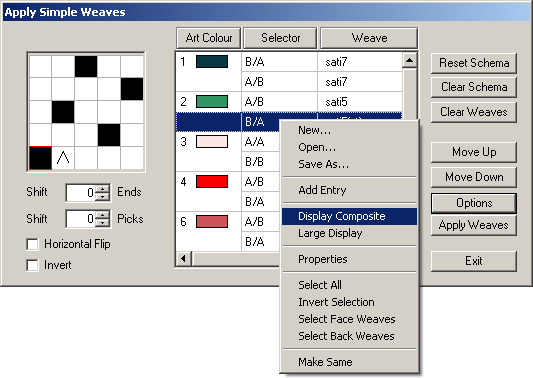 Apply Simple Weaves
Art Colour Selector Weave
1 B/A sati7
A/B sati7
2 B/A sati5
B/A
3 A/B
B/B
4 A/B
B/A
6 A/B
B/A
Shift 0 Ends
Shift 0 Picks
Horizontal Flip
Invert
Reset Schema
Clear Schema
Clear Weaves
Move Up
Move Down
Options
Apply Weaves
Exit
New...
Open...
Save As...
Add Entry
Display Composite
Large Display
Properties
Select All
Invert Selection
Select Face Weaves
Select Back Weaves
Make Same